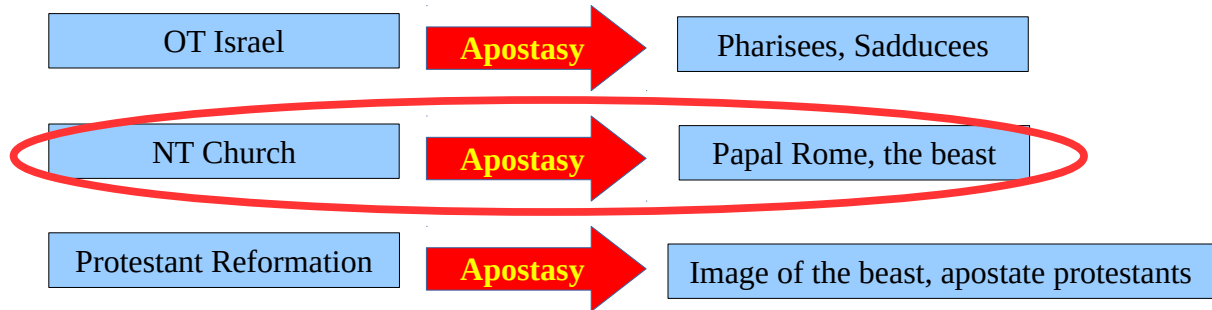 OT Israel Apostasy Pharisees, Sadducees
NT Church Apostasy Papal Rome, the beast
Protestant Reformation Apostasy Image of the beast, apostate protestants